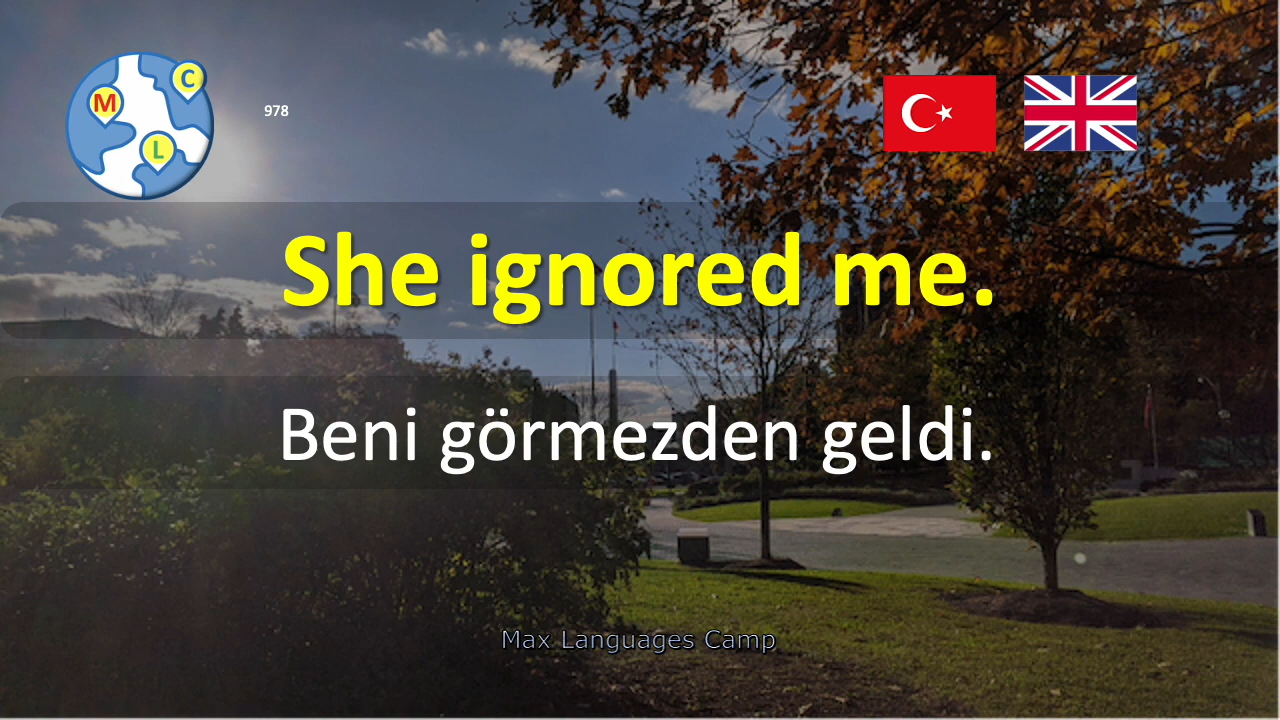 M
C
L
978
She ignored me.
Beni görmezden geldi.
Max Languages Camp